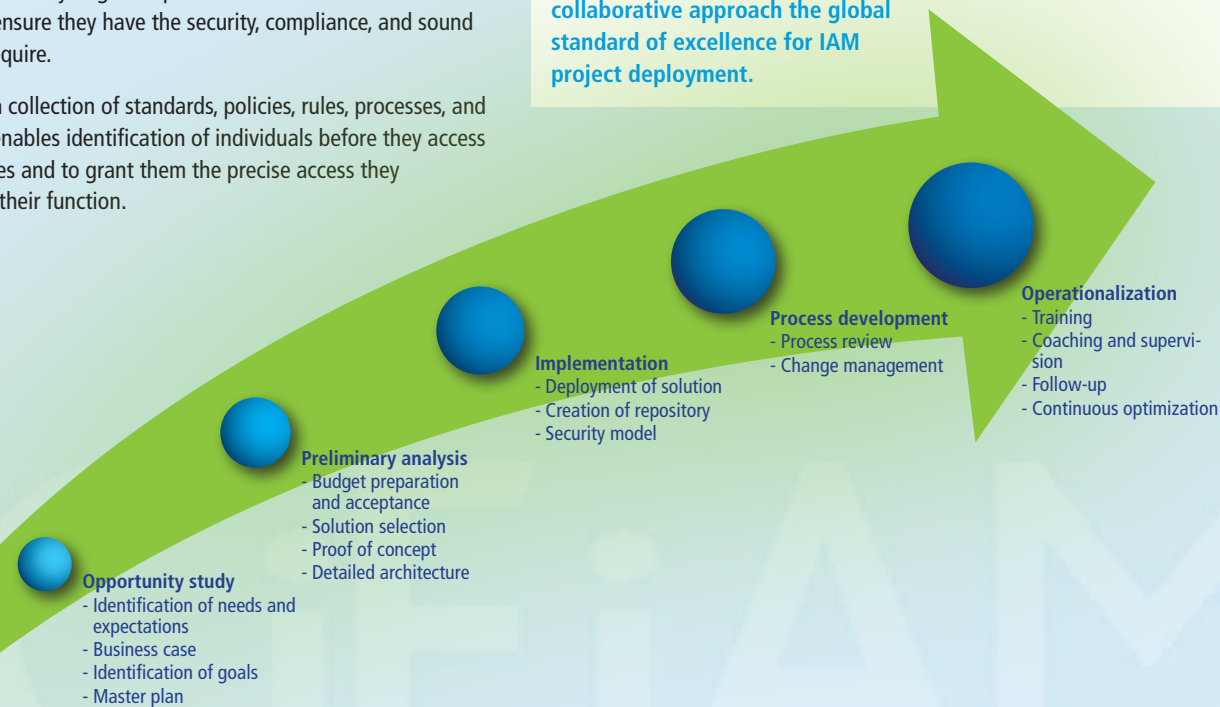 ensure they have the security, compliance, and sound
quire.
collection of standards, policies, rules, processes, and
enables identification of individuals before they access
es and to grant them the precise access they
their function.
collaborative approach the global
standard of excellence for IAM
project deployment.
Opportunity study
- Identification of needs and
expectations
- Business case
- Identification of goals
- Master plan
Preliminary analysis
- Budget preparation
and acceptance
- Solution selection
- Proof of concept
- Detailed architecture
Implementation
- Deployment of solution
- Creation of repository
- Security model
Process development
- Process review
- Change management
Operationalization
- Training
- Coaching and supervi-
sion
- Follow-up
- Continuous optimization